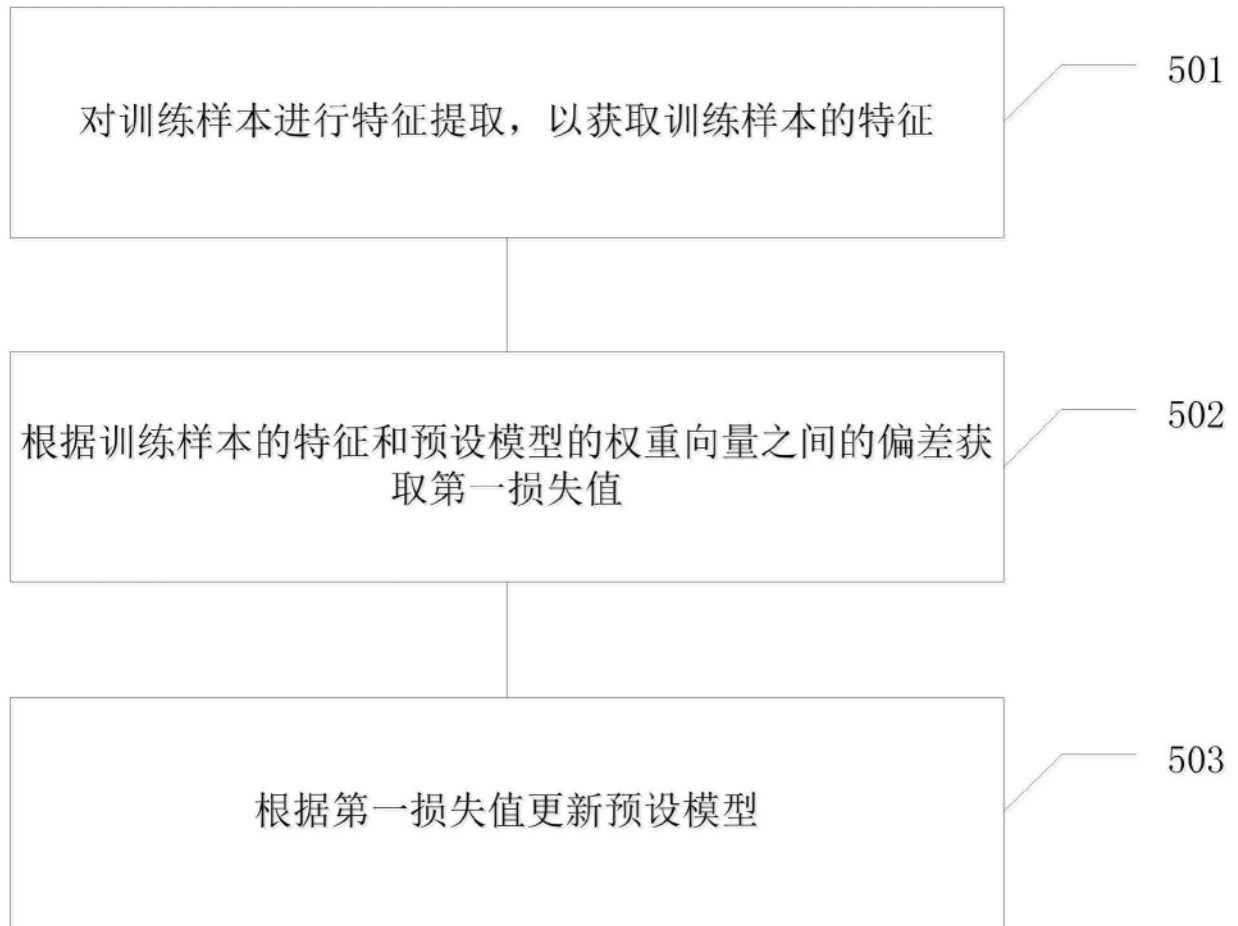 对训练样本进行特征提取，以获取训练样本的特征
501
根据训练样本的特征和预设模型的权重向量之间的偏差获
取第一损失值
502
根据第一损失值更新预设模型
503